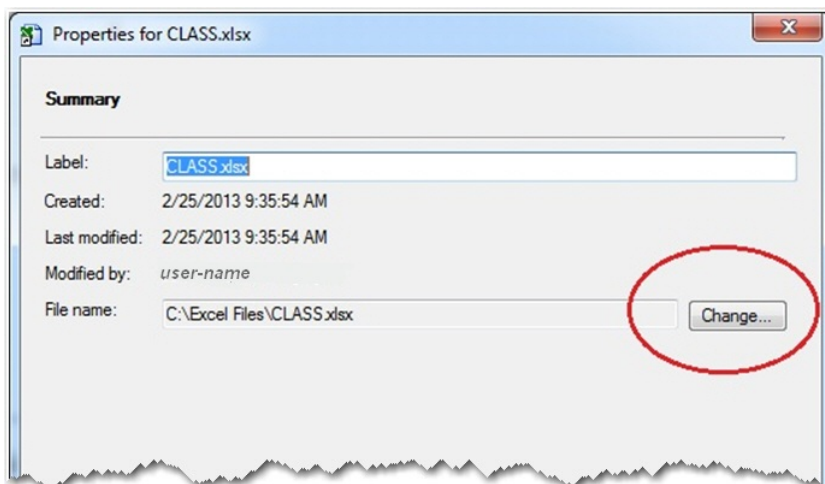 Properties for CLASS.xlsx
Summary
Label: CLASS.xlsx
Created: 2/25/2013 9:35:54 AM
Last modified: 2/25/2013 9:35:54 AM
Modified by: user-name
File name: C:\Excel Files\CLASS.xlsx Change...